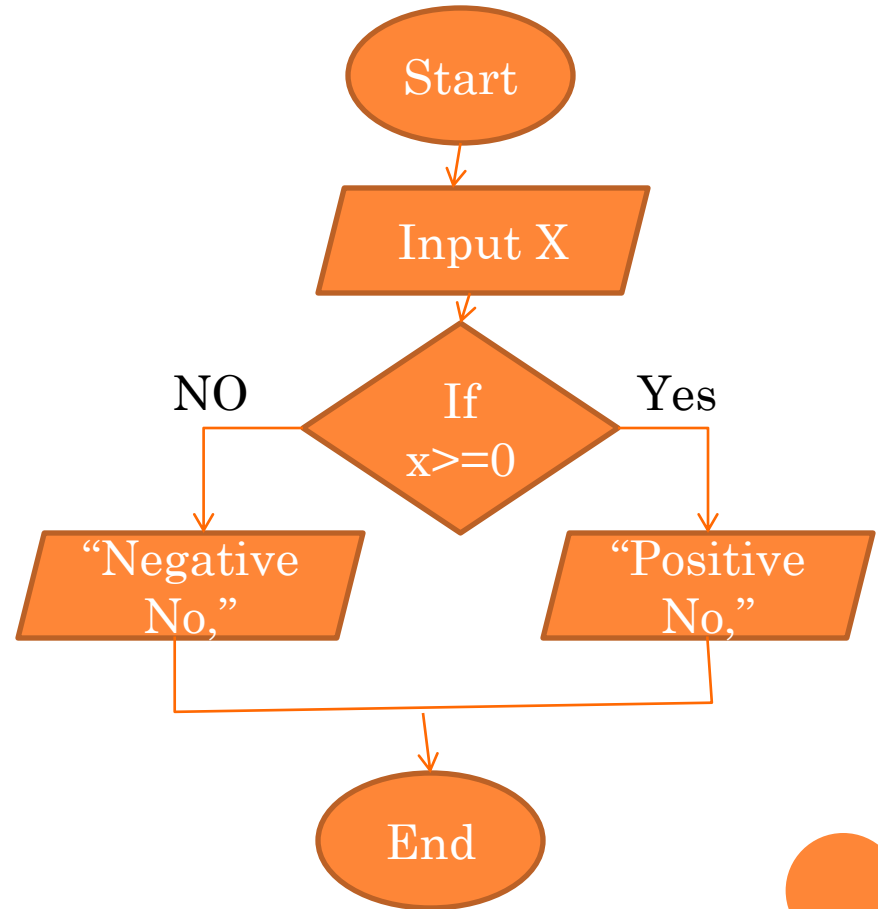 Start
Input X
NO
Yes
If
x>=0
“Negative
No,”
“Positive
No,”
End